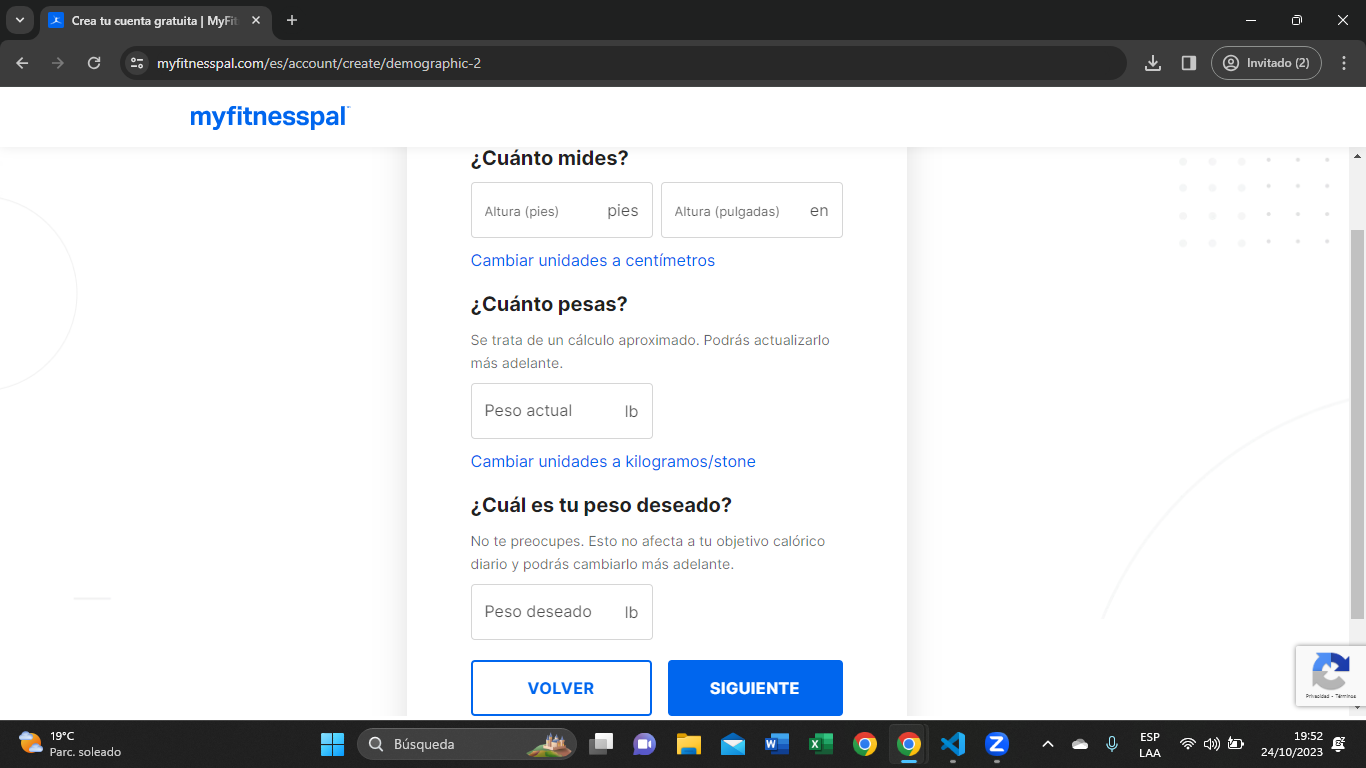 Crea tu cuenta gratuita | MyFit
myfitnesspal.com/es/account/create/demographic-2
Invitado (2)
myfitnesspal
¿Cuánto mides?
Altura (pies) pies Altura (pulgadas) en
Cambiar unidades a centímetros
¿Cuánto pesas?
Se trata de un cálculo aproximado. Podrás actualizarlo
más adelante.
Peso actual lb
Cambiar unidades a kilogramos/stone
¿Cuál es tu peso deseado?
No te preocupes. Esto no afecta a tu objetivo calórico
diario y podrás cambiarlo más adelante.
Peso deseado lb
VOLVER SIGUIENTE
Privacidad - Términos
19°C
Parc. soleado
Búsqueda
ESP
LAA
19:52
24/10/2023